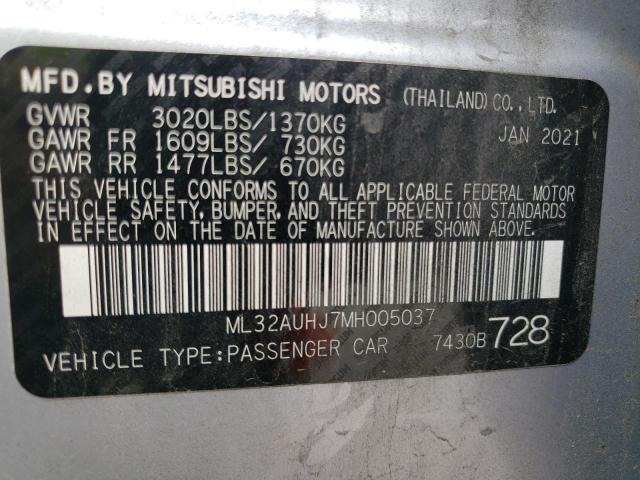 MFD.BY MITSUBISHI MOTORS (THAILAND)CO.,LTD.
GVWR 3020LBS/1370KG JAN 2021
GAWR FR 1609LBS/ 730KG
GAWR RR 1477LBS/ 670KG
THIS VEHICLE CONFORMS TO ALL APPLICABLE FEDERAL MOTOR
VEHICLE SAFETY, BUMPER, AND THEFT PREVENTION STANDARDS
IN EFFECT ON THE DATE OF MANUFACTURE SHOWN ABOVE.
ML32AUHJ7MH005037
VEHICLE TYPE:PASSENGER CAR 7430B 728